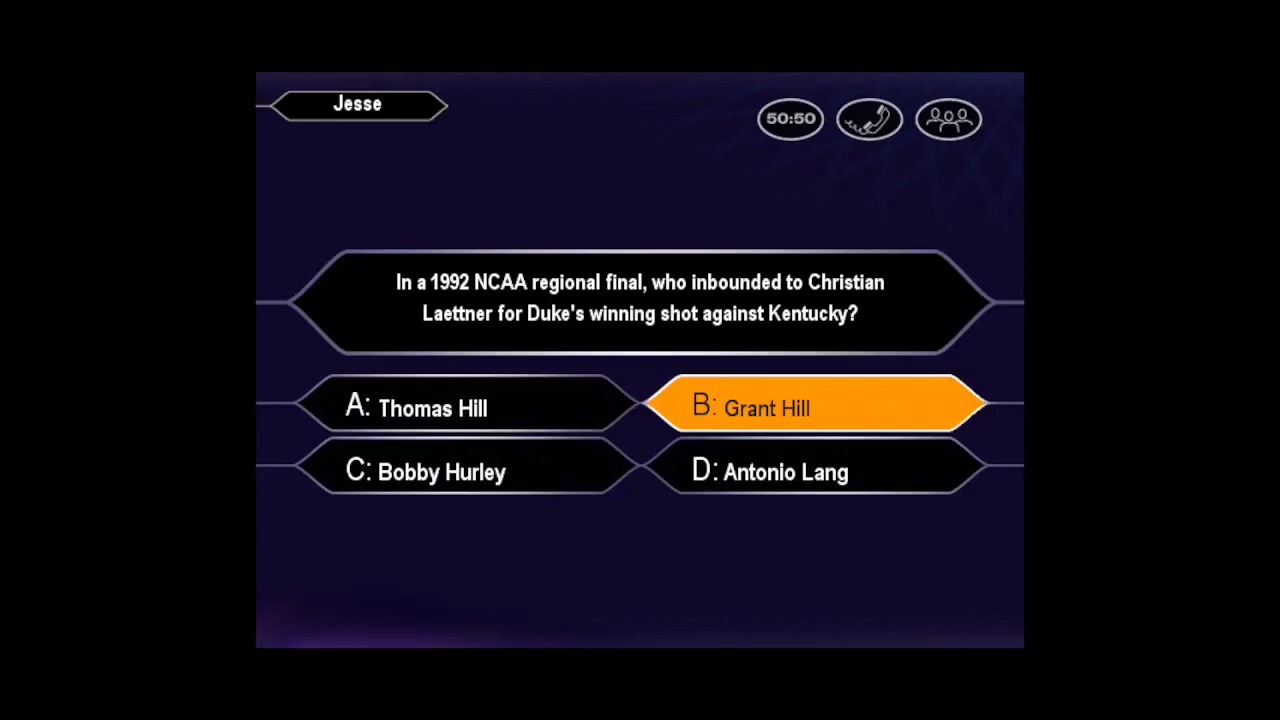 Jesse
50:50
In a 1992 NCAA regional final, who inbounded to Christian
Laettner for Duke's winning shot against Kentucky?
A: Thomas Hill
B: Grant Hill
C: Bobby Hurley
D: Antonio Lang